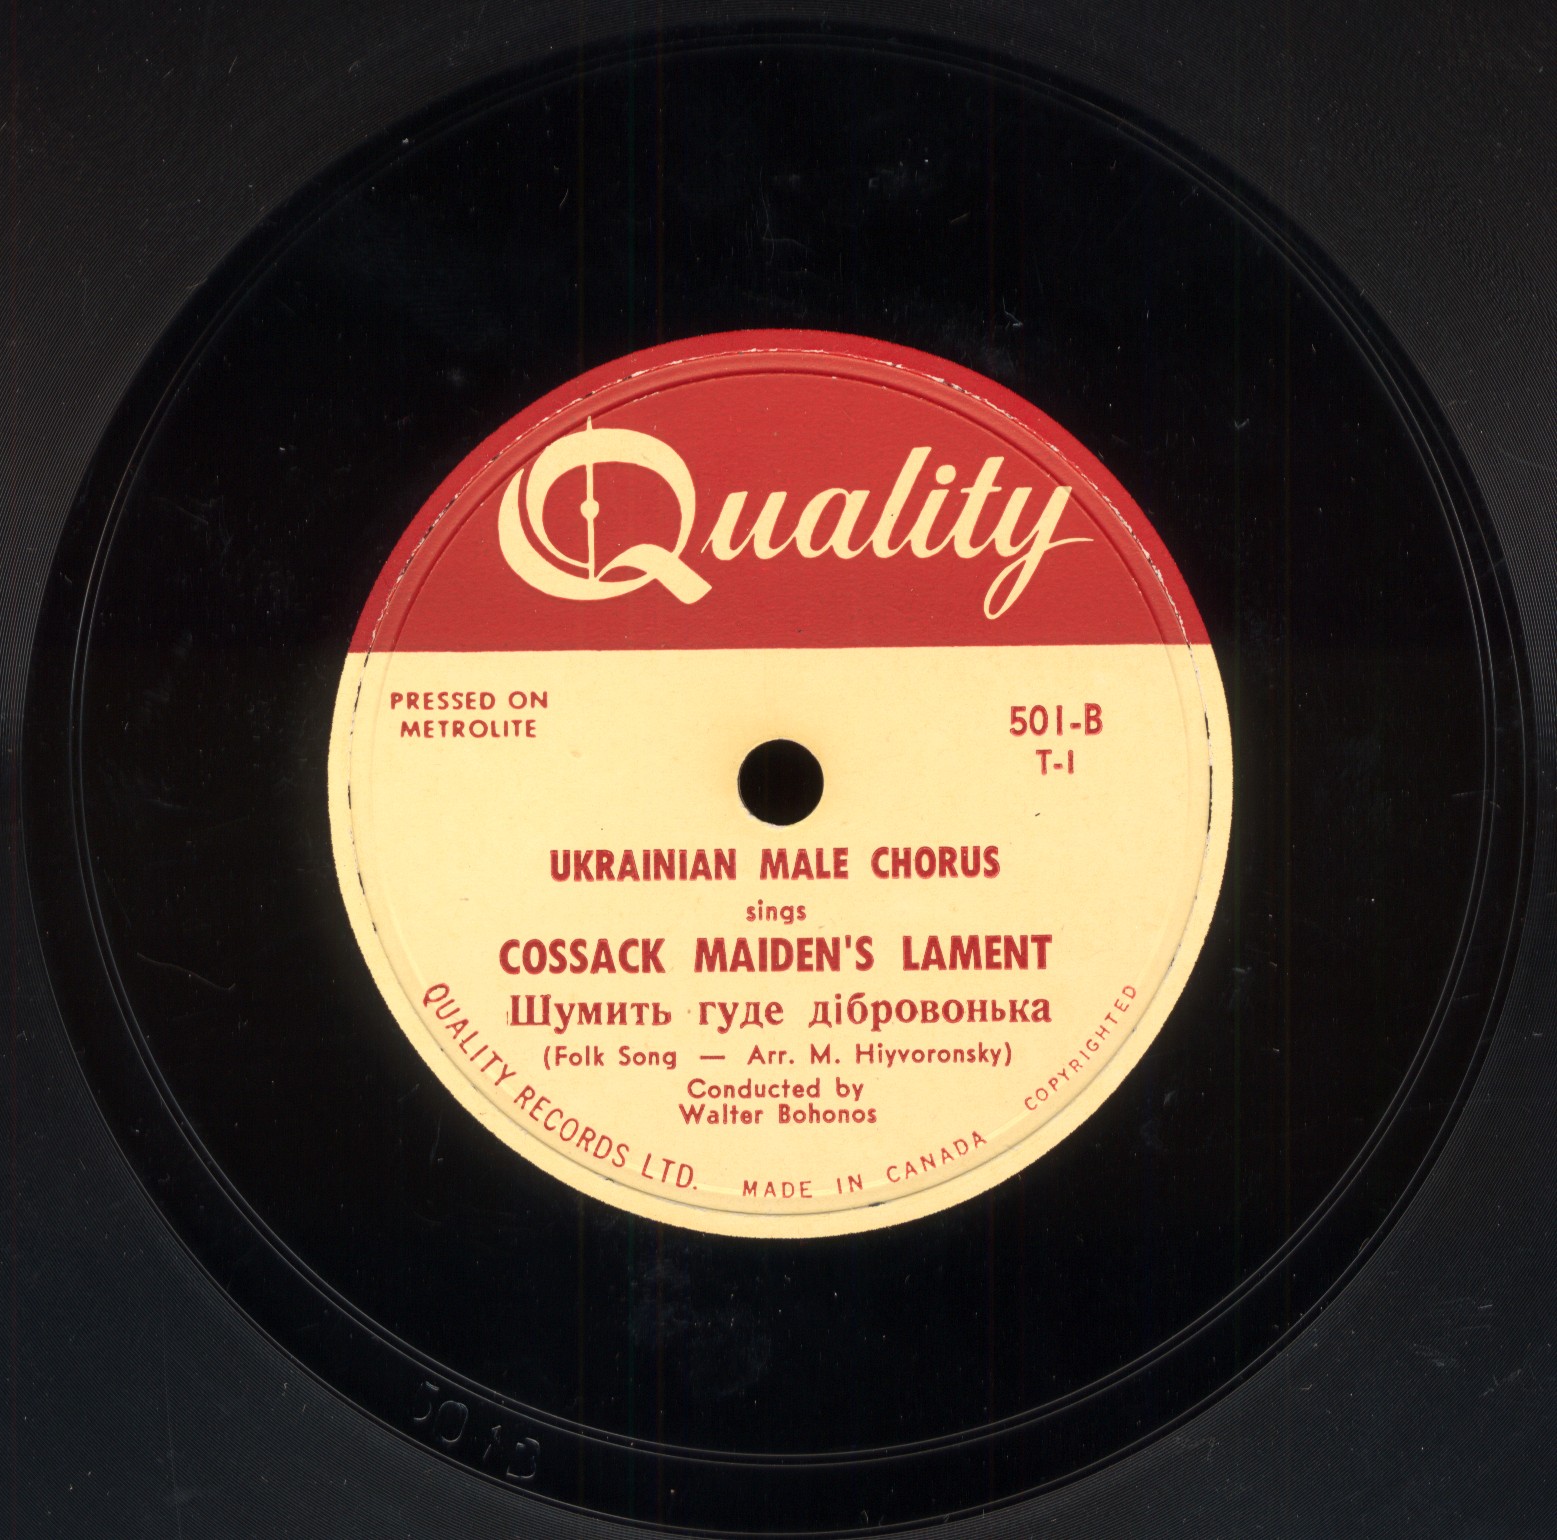 Quality
PRESSED ON
METROLITE
501-B
T-1
UKRAINIAN MALE CHORUS
sings
COSSACK MAIDEN'S LAMENT
Шумить гуде дібровонька
(Folk Song — Arr. M. Hiyvoronsky)
Conducted by
Walter Bohonos
QUALITY RECORDS LTD. MADE IN CANADA COPYRIGHTED
501B